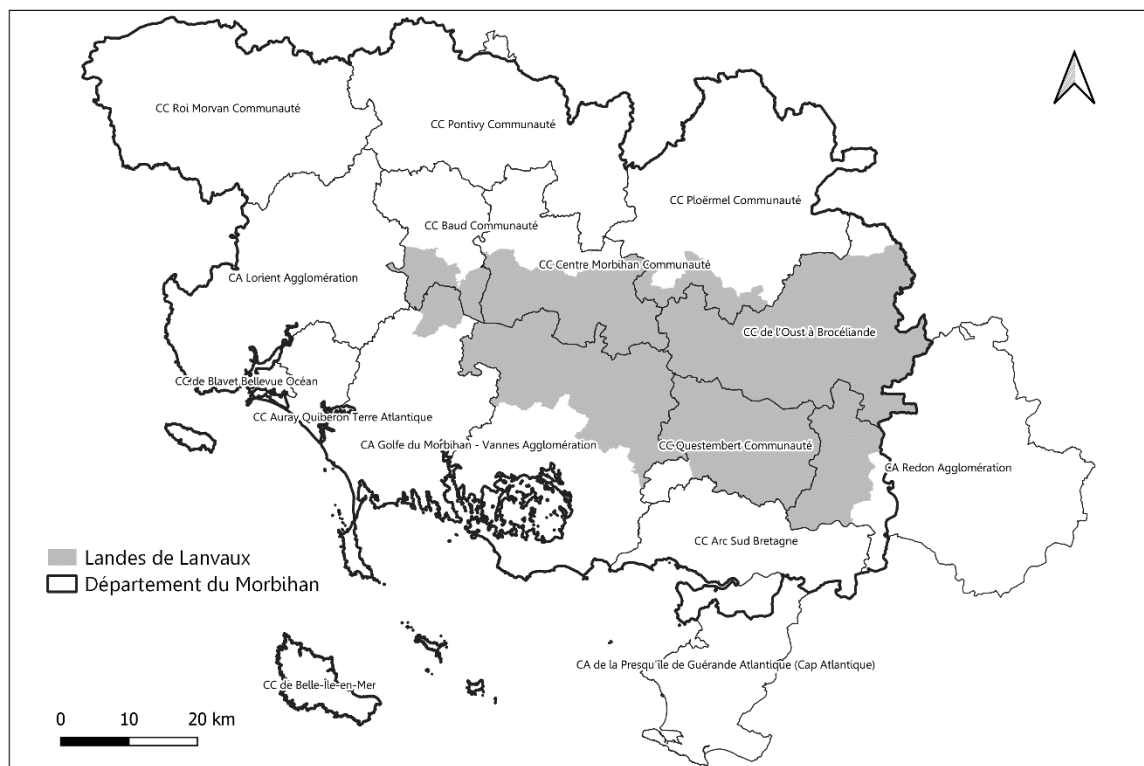 CC Roi Morvan Communauté
CC Pontivy Communauté
CC Ploërmel Communauté
CC Baud Communauté
CC Centre Morbihan Communauté
CA Lorient Agglomération
CC de l'Oust à Brocéliande
CC de Blavet Bellevue Océan
CC Auray Quiberon Terre Atlantique
CA Golfe du Morbihan - Vannes Agglomération
CC Questembert Communauté
CA Redon Agglomération
CC Arc Sud Bretagne
Landes de Lanvaux
Département du Morbihan
CA de la Presqu'île de Guérande Atlantique (Cap Atlantique)
CC de Belle-Île-en-Mer
0 10 20 km